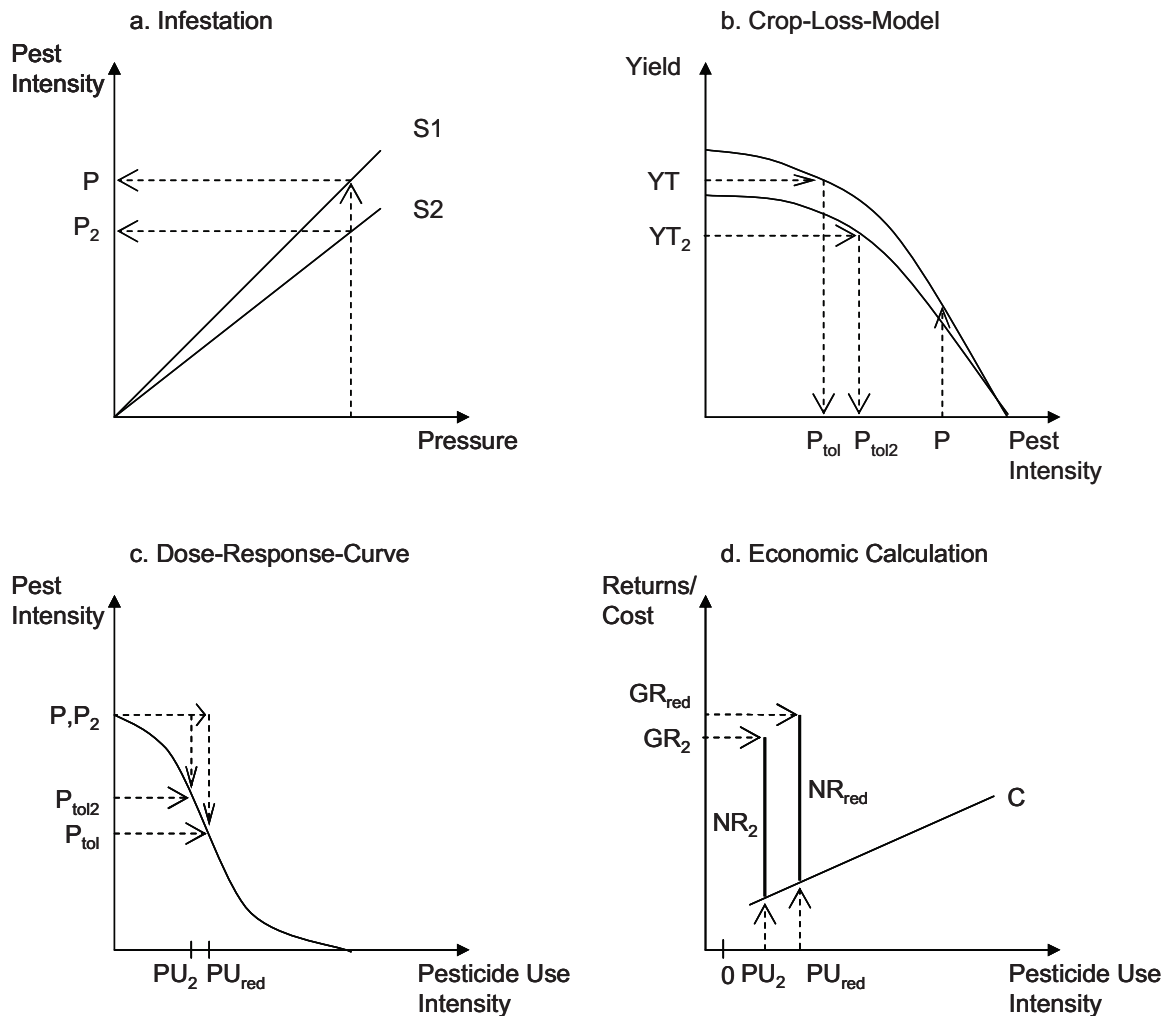 a. Infestation
Pest
Intensity
S1
P
S2
P2
Pressure
b. Crop-Loss-Model
Yield
YT
YT2
Ptol
Ptol2
P
Pest
Intensity
c. Dose-Response-Curve
Pest
Intensity
P,P2
Ptol2
Ptol
PU2
PUred
Pesticide Use
Intensity
d. Economic Calculation
Returns/
Cost
GRred
GR2
NRred
C
NR2
0
PU2
PUred
Pesticide Use
Intensity